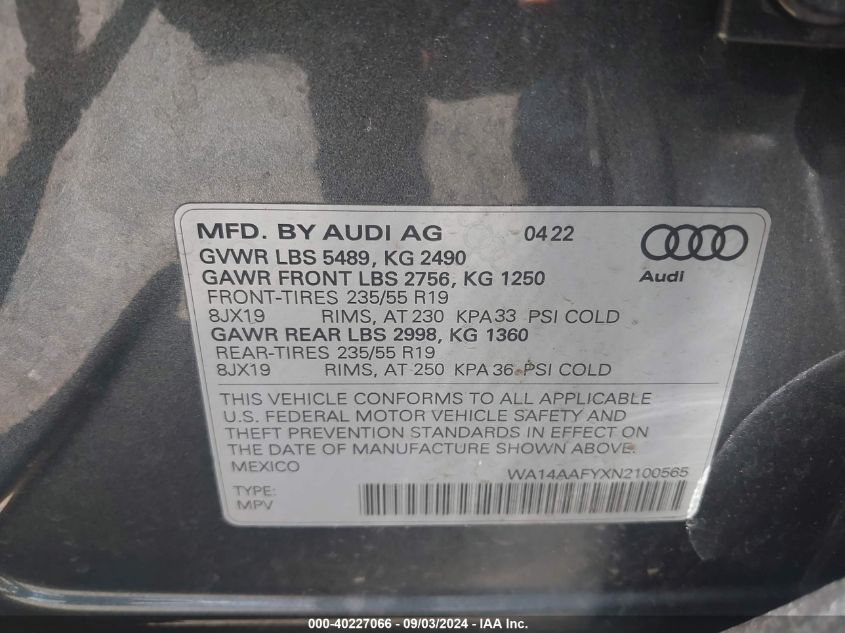 MFD. BY AUDI AG 0422
GVWR LBS 5489, KG 2490
GAWR FRONT LBS 2756, KG 1250
Audi
FRONT-TIRES 235/55 R19
8JX19 RIMS, AT 230 KPA 33 PSI COLD
GAWR REAR LBS 2998, KG 1360
REAR-TIRES 235/55 R19
8JX19 RIMS, AT 250 KPA 36 PSI COLD
THIS VEHICLE CONFORMS TO ALL APPLICABLE
U.S. FEDERAL MOTOR VEHICLE SAFETY AND
THEFT PREVENTION STANDARDS IN EFFECT ON
THE DATE OF MANUFACTURE SHOWN ABOVE.
MEXICO WA14AAFYXN2100565
TYPE:
MPV
000-40227066 - 09/03/2024 - IAA Inc.